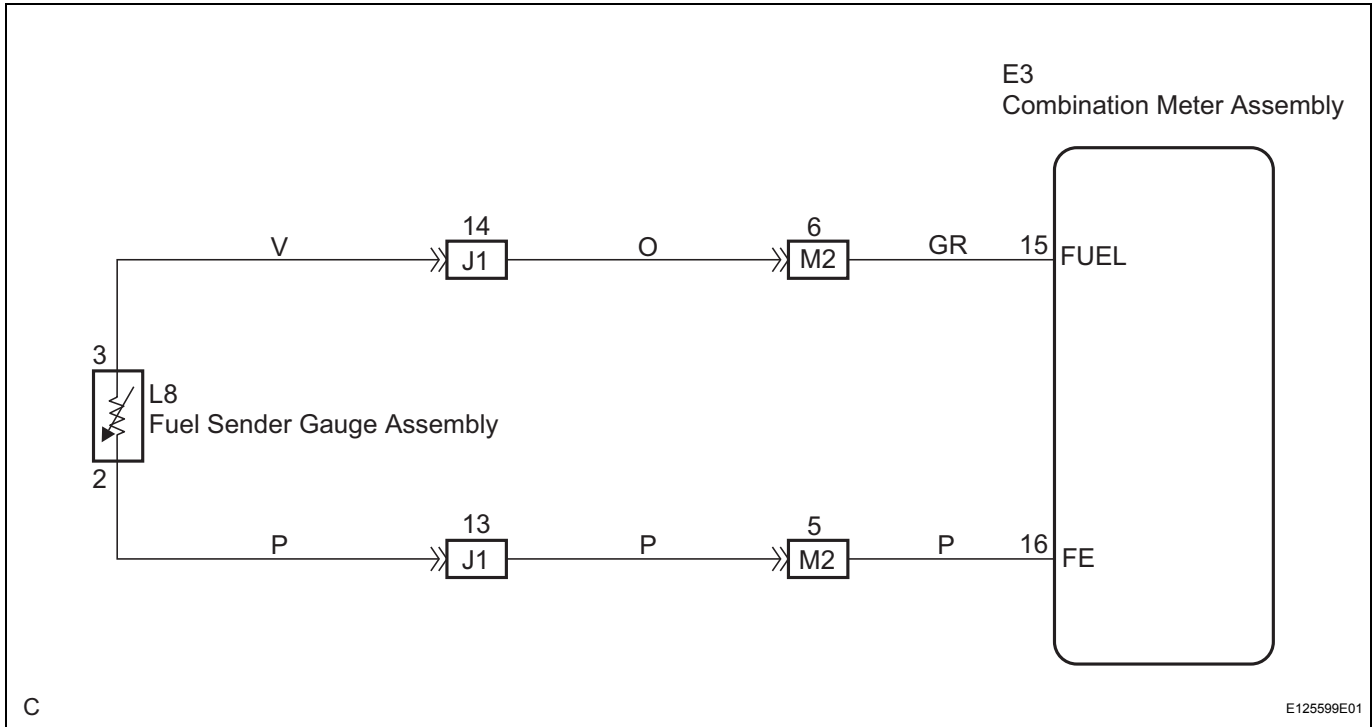 E3
Combination Meter Assembly
14
6
V
J1
O
M2
GR
15
FUEL
3
L8
Fuel Sender Gauge Assembly
2
13
5
P
J1
P
M2
P
16
FE
C
E125599E01